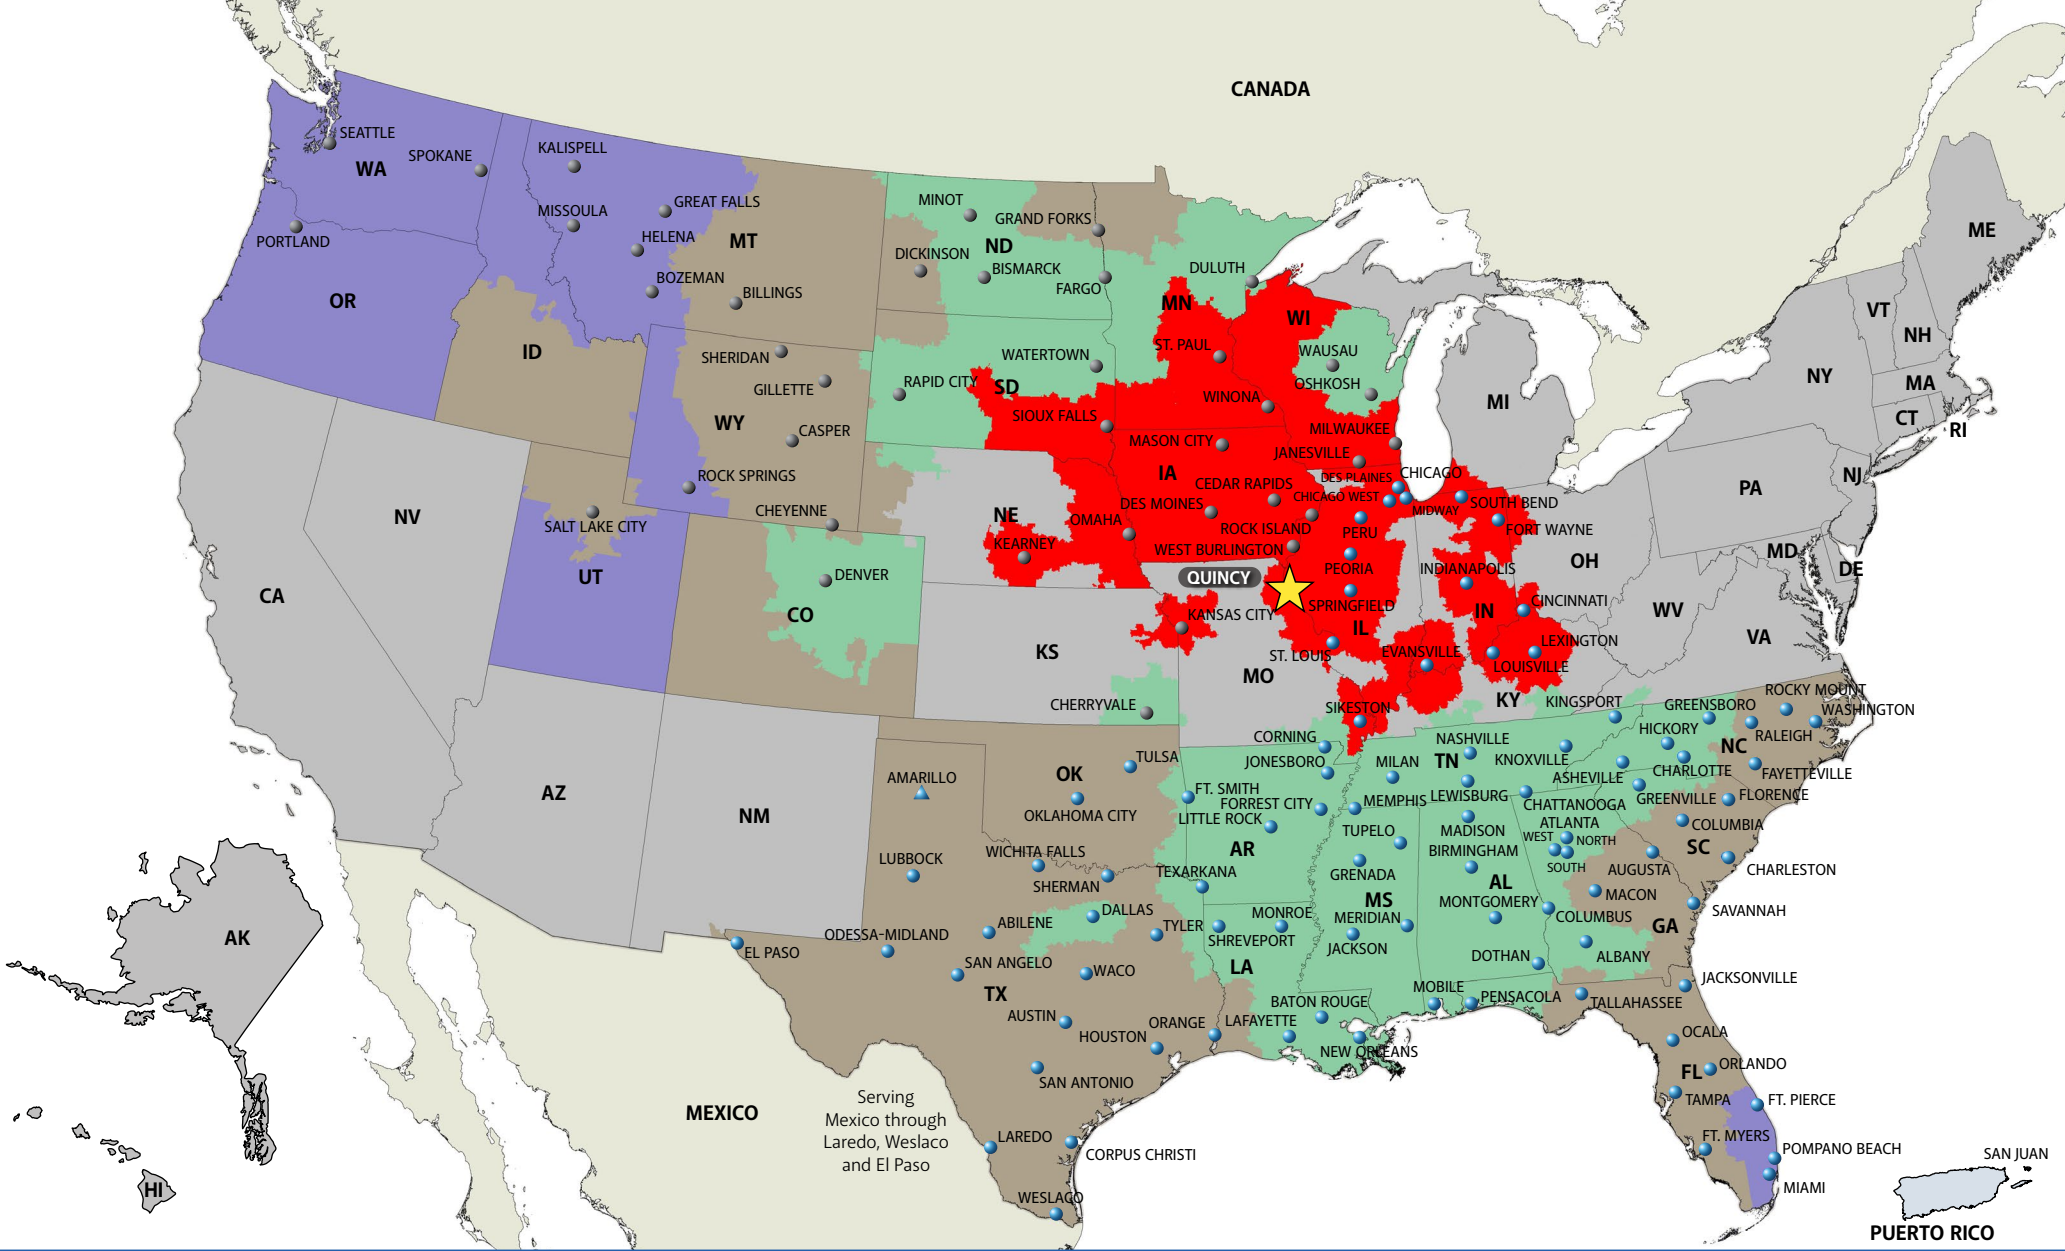 CANADA
SEATTLE
SPOKANE
WA
KALISPELL
MISSOULA
GREAT FALLS
HELENA
MT
PORTLAND
BOZEMAN
BILLINGS
OR
ID
MINOT
GRAND FORKS
ND
DICKINSON
BISMARCK
FARGO
DULUTH
MN
WI
ST. PAUL
WAUSAU
OSHKOSH
SHERIDAN
GILLETTE
WY
CASPER
ROCK SPRINGS
CHEYENNE
WATERTOWN
RAPID CITY
SD
SIOUX FALLS
WINONA
MILWAUKEE
MASON CITY
JANESVILLE
IA
DES PLAINES
CHICAGO
CEDAR RAPIDS
CHICAGO WEST
MIDWAY
SOUTH BEND
DES MOINES
ROCK ISLAND
PERU
FORT WAYNE
NE
OMAHA
KEARNEY
WEST BURLINGTON
PEORIA
INDIANAPOLIS
QUINCY
SPRINGFIELD
CINCINNATI
KANSAS CITY
IL
IN
ST. LOUIS
EVANSVILLE
LEXINGTON
LOUISVILLE
MI
OH
ME
VT
NH
NY
MA
CT
RI
PA
NJ
MD
DE
WV
VA
NV
SALT LAKE CITY
UT
CA
DENVER
CO
KS
MO
KY
CHERRYVALE
SIKESTON
KINGSPORT
GREENSBORO
ROCKY MOUNT
WASHINGTON
HICKORY
RALEIGH
NC
CORNING
NASHVILLE
JONESBORO
MILAN
TN
KNOXVILLE
ASHEVILLE
CHARLOTTE
FAYETTEVILLE
AZ
NM
AMARILLO
OK
TULSA
OKLAHOMA CITY
FT. SMITH
FORREST CITY
MEMPHIS
LEWISBURG
CHATTANOOGA
GREENVILLE
FLORENCE
LITTLE ROCK
TUPELO
MADISON
ATLANTA
WEST
NORTH
SOUTH
COLUMBIA
AR
BIRMINGHAM
SC
LUBBOCK
WICHITA FALLS
SHERMAN
TEXARKANA
GRENADA
AL
AUGUSTA
CHARLESTON
MS
MACON
MONTGOMERY
COLUMBUS
SAVANNAH
GA
DALLAS
ABILENE
TYLER
MONROE
SHREVEPORT
MERIDIAN
JACKSON
ODESSA-MIDLAND
EL PASO
SAN ANGELO
WACO
LA
DOTHAN
ALBANY
TX
JACKSONVILLE
MOBILE
PENSACOLA
TALLAHASSEE
BATON ROUGE
AUSTIN
HOUSTON
ORANGE
LAFAYETTE
NEW ORLEANS
OCALA
SAN ANTONIO
ORLANDO
FL
TAMPA
FT. PIERCE
Serving
Mexico through
Laredo, Weslaco
and El Paso
MEXICO
LAREDO
CORPUS CHRISTI
WESLACO
FT. MYERS
POMPANO BEACH
MIAMI
SAN JUAN
PUERTO RICO
AK
HI